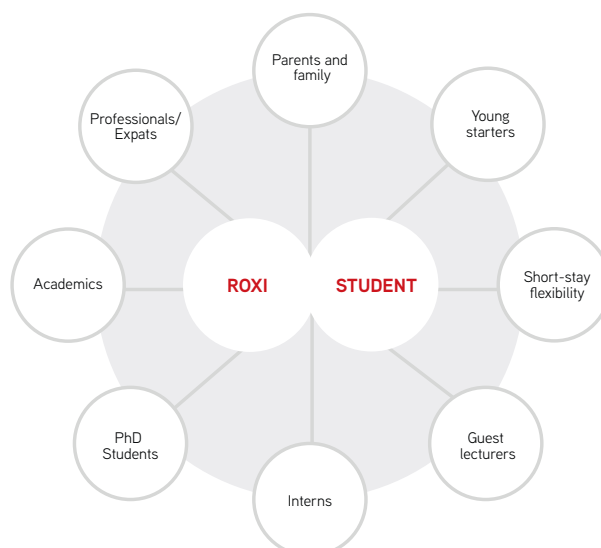 Parents and
family
Professionals/
Expats
Young
starters
Academics
ROXI
STUDENT
Short-stay
flexibility
PhD
Students
Guest
lecturers
Interns